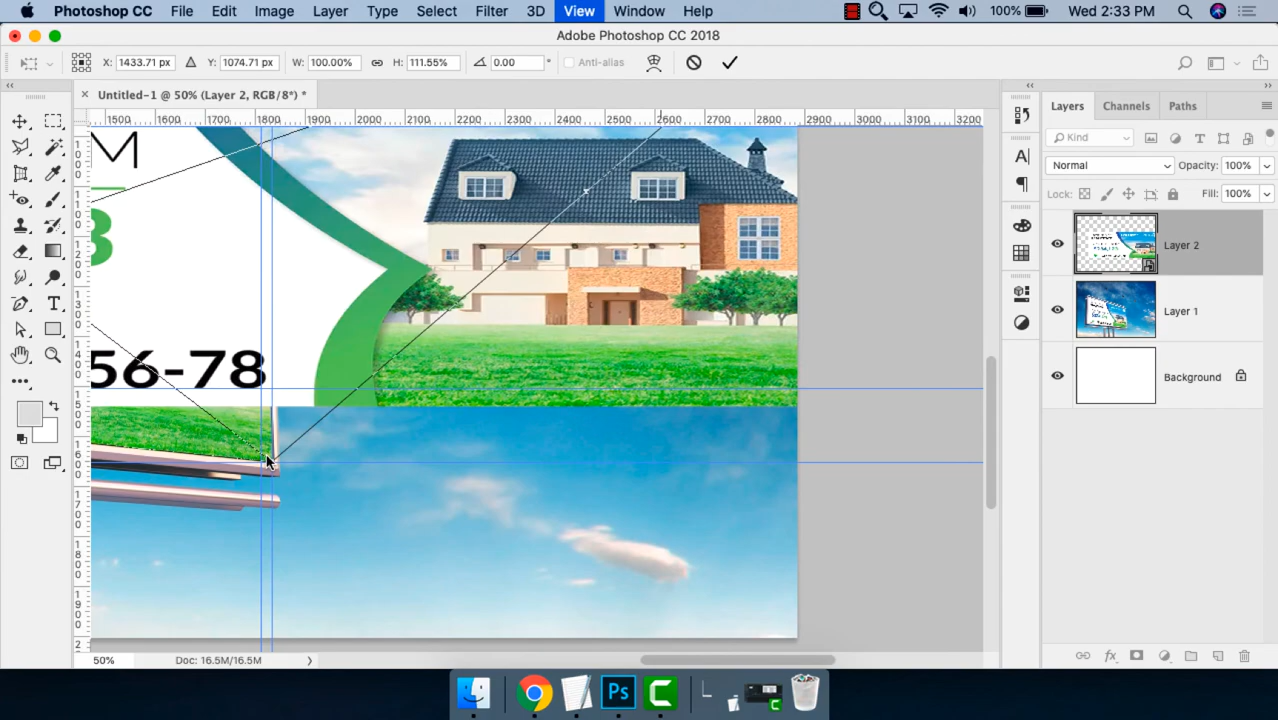 Photoshop CC File Edit Image Layer Type Select Filter 3D View Window Help 100% Wed 2:33 PM
Adobe Photoshop CC 2018
X: 1433.71 px Y: 1074.71 px W: 100.00% H: 111.55% 0.00 ° Anti-alias
Untitled-1 @ 50% (Layer 2, RGB/8*) *
1500 1600 1700 1800 1900 2000 2100 2200 2300 2400 2500 2600 2700 2800 2900 3000 3100 3200
M
3
56-78
Layers Channels Paths
Kind
Normal Opacity: 100%
Lock: Fill: 100%
Layer 2
Layer 1
Background
50% Doc: 16.5M/16.5M
Ps